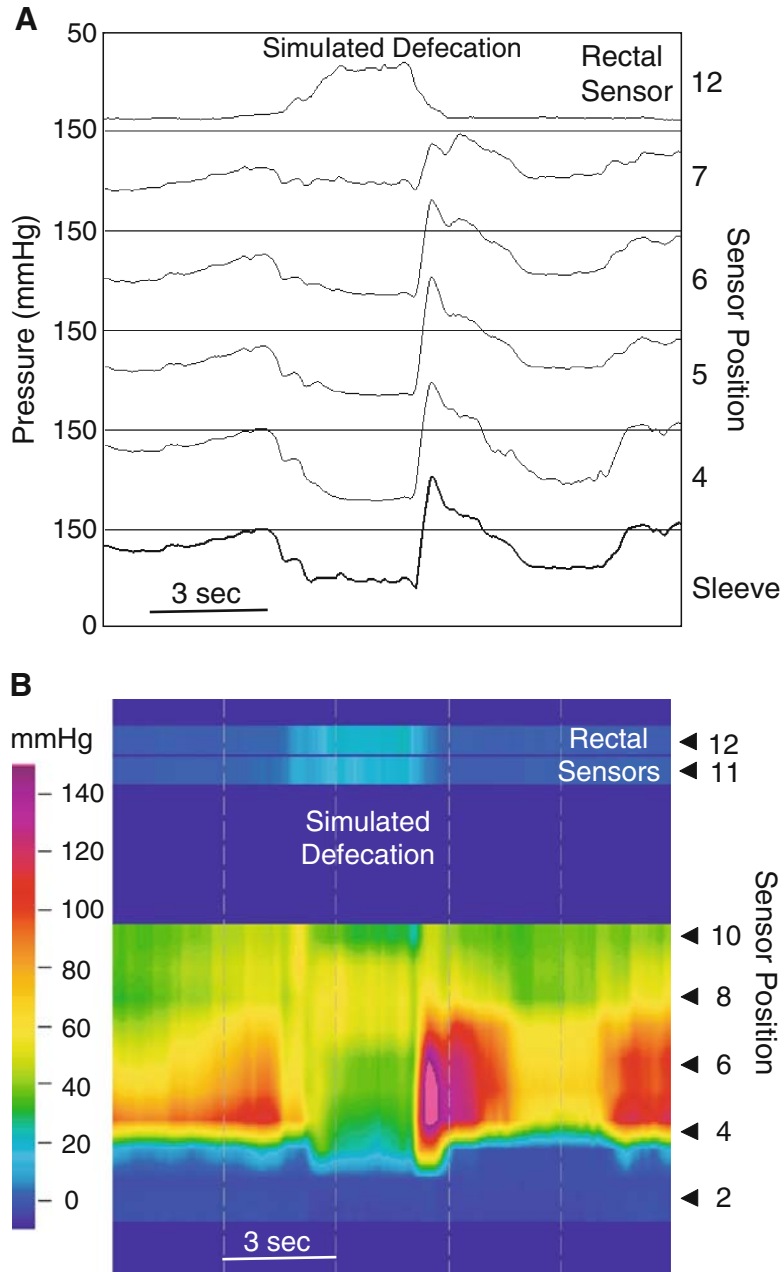 A
50
Simulated Defecation
Rectal
Sensor
12
150
7
150
6
150
5
150
4
150
Sleeve
3 sec
0
Pressure (mmHg)
Sensor Position
B
mmHg
140
120
100
80
60
40
20
0
Rectal
Sensors
12
11
Simulated
Defecation
10
8
6
4
2
Sensor Position
3 sec